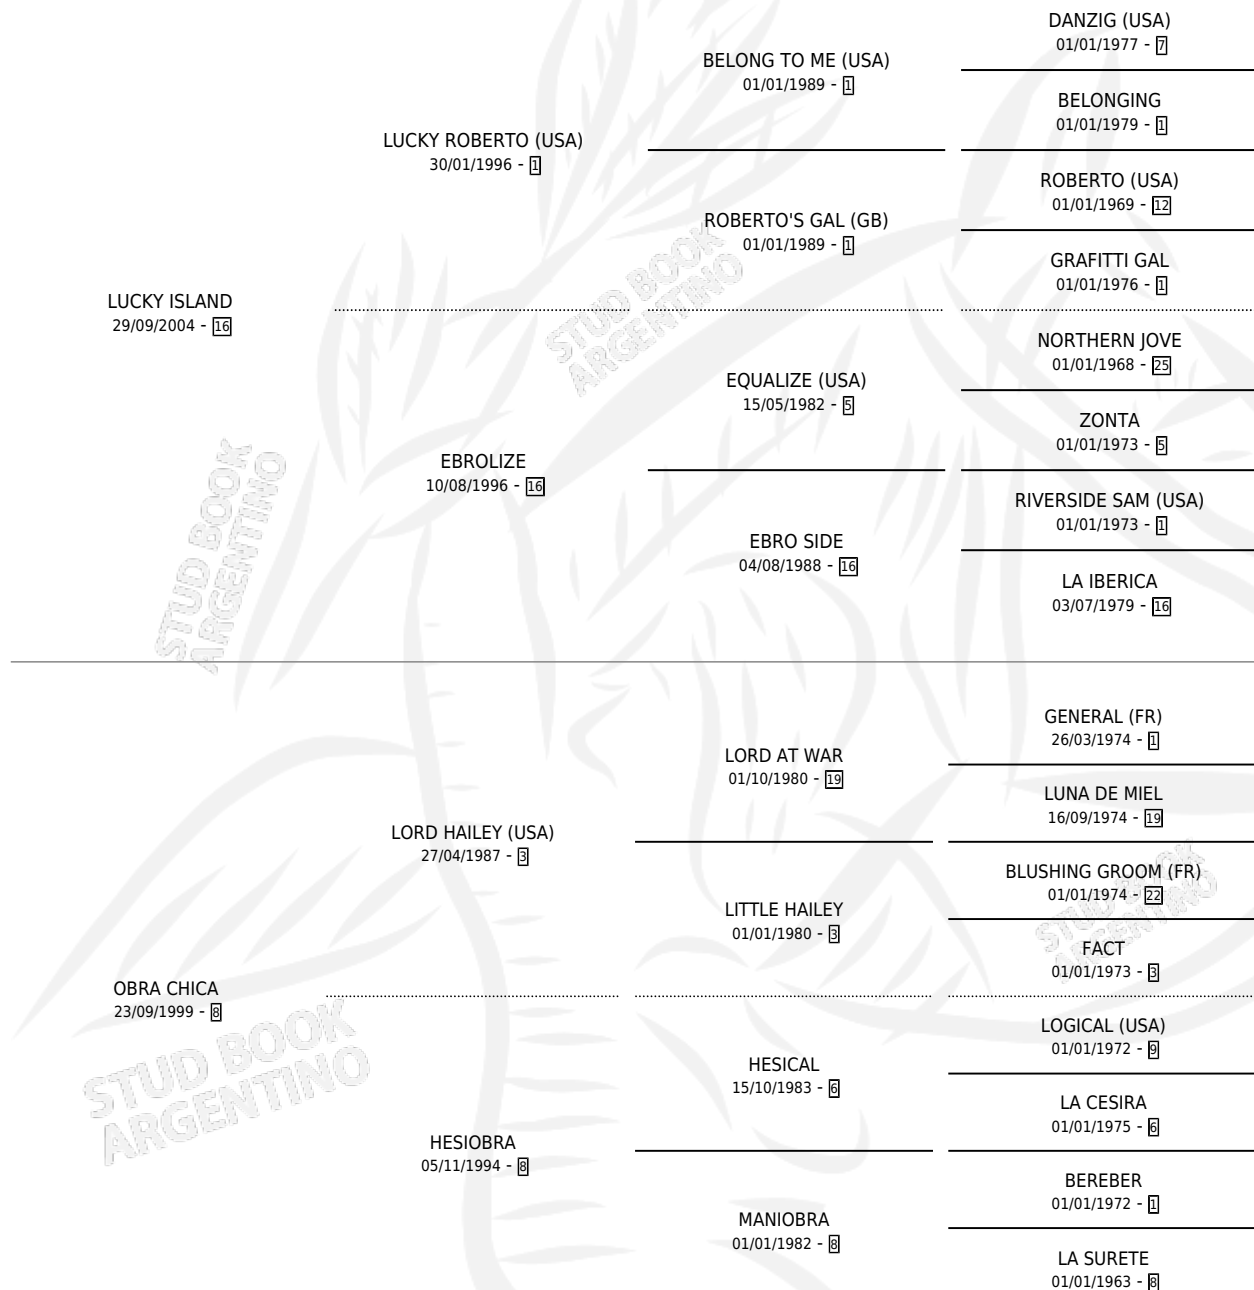 DANZIG (USA)
01/01/1977 - 7
BELONG TO ME (USA)
01/01/1989 - 1
BELONGING
01/01/1979 - 1
LUCKY ROBERTO (USA)
30/01/1996 - 1
ROBERTO (USA)
01/01/1969 - 12
ROBERTO'S GAL (GB)
01/01/1989 - 1
GRAFITTI GAL
01/01/1976 - 1
LUCKY ISLAND
29/09/2004 - 16
STUD BOOK
ARGENTINO
NORTHERN JOVE
01/01/1968 - 25
EQUALIZE (USA)
15/05/1982 - 5
ZONTA
01/01/1973 - 5
EBROLIZE
10/08/1996 - 16
RIVERSIDE SAM (USA)
01/01/1973 - 1
EBRO SIDE
04/08/1988 - 16
LA IBERICA
03/07/1979 - 16
STUD BOOK
ARGENTINO
GENERAL (FR)
26/03/1974 - 1
LORD AT WAR
01/10/1980 - 19
LUNA DE MIEL
16/09/1974 - 19
LORD HAILEY (USA)
27/04/1987 - 3
BLUSHING GROOM (FR)
01/01/1974 - 22
LITTLE HAILEY
01/01/1980 - 3
STUD BOOK
ARGENTINO
FACT
01/01/1973 - 3
OBRA CHICA
23/09/1999 - 8
LOGICAL (USA)
01/01/1972 - 9
HESICAL
15/10/1983 - 6
STUD BOOK
ARGENTINO
LA CESIRA
01/01/1975 - 6
HESIOBRA
05/11/1994 - 8
BEREBER
01/01/1972 - 1
MANIOBRA
01/01/1982 - 8
LA SURETE
01/01/1963 - 8